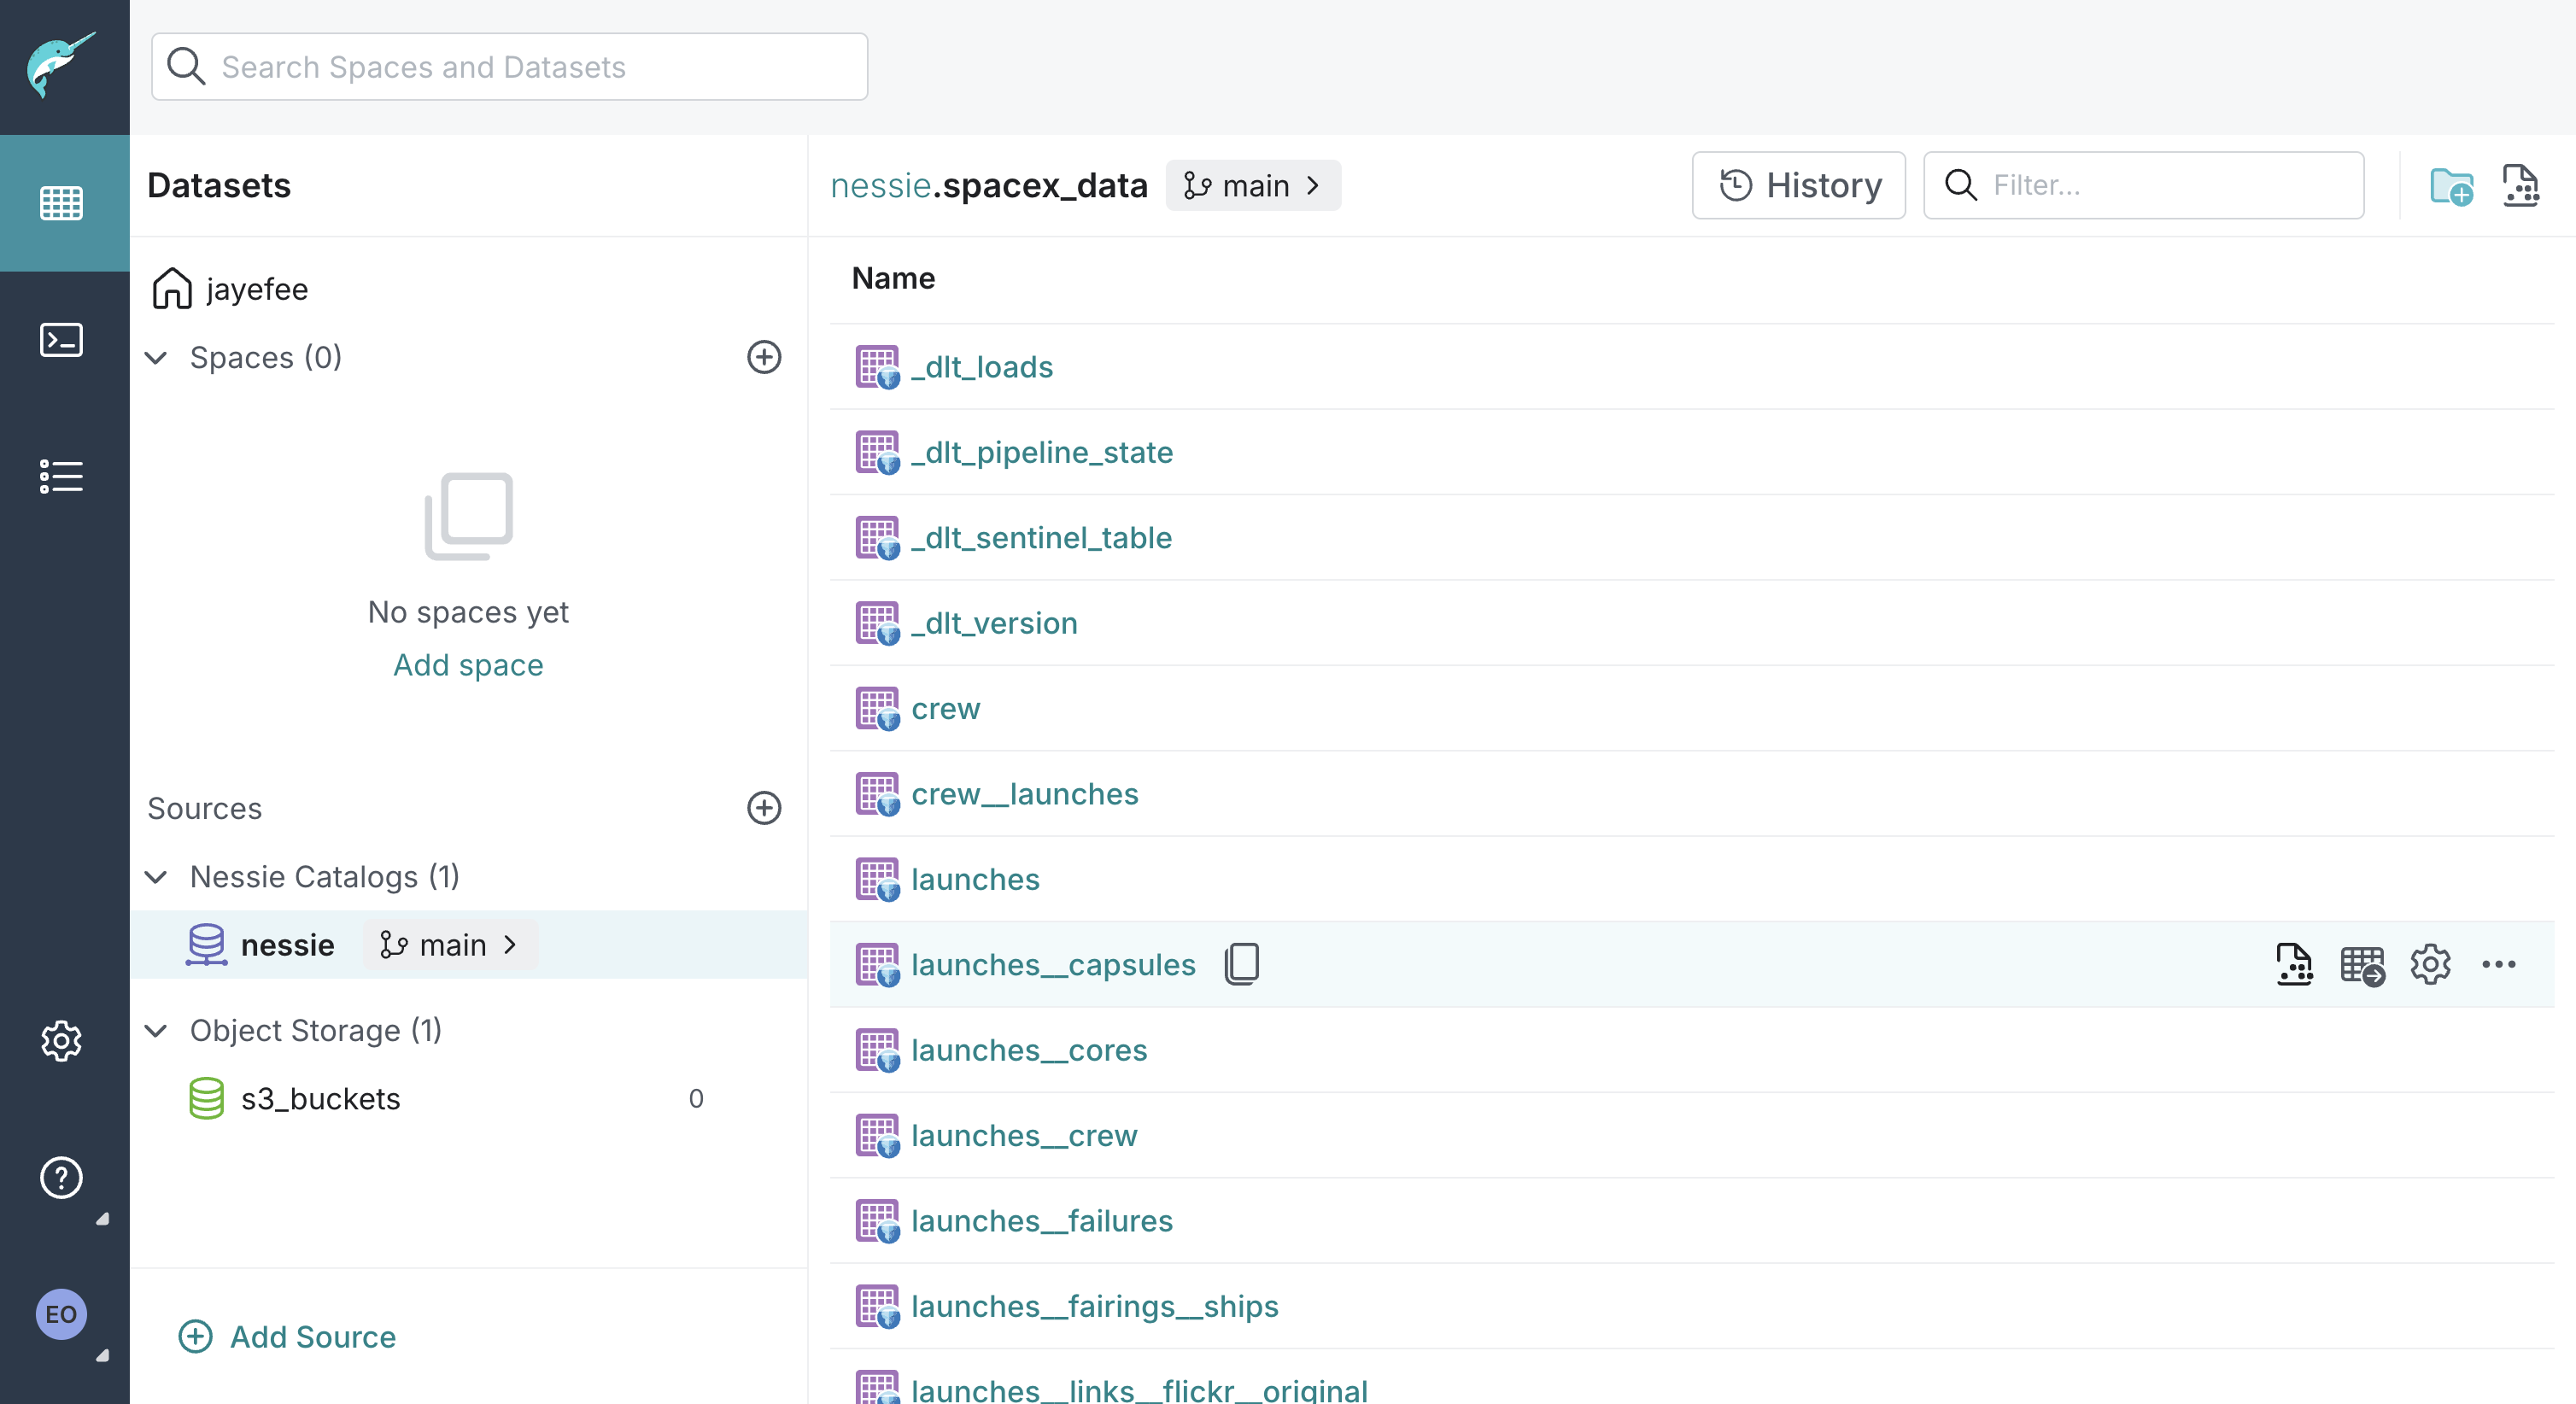 Search Spaces and Datasets
Datasets
jayefee
Spaces (0)
No spaces yet
Add space
Sources
Nessie Catalogs (1)
nessie main
Object Storage (1)
s3_buckets 0
Add Source
EO
nessie.spacex_data main
History
Filter...
Name
_dlt_loads
_dlt_pipeline_state
_dlt_sentinel_table
_dlt_version
crew
crew__launches
launches
launches__capsules
launches__cores
launches__crew
launches__failures
launches__fairings__ships
launches__links__flickr__original